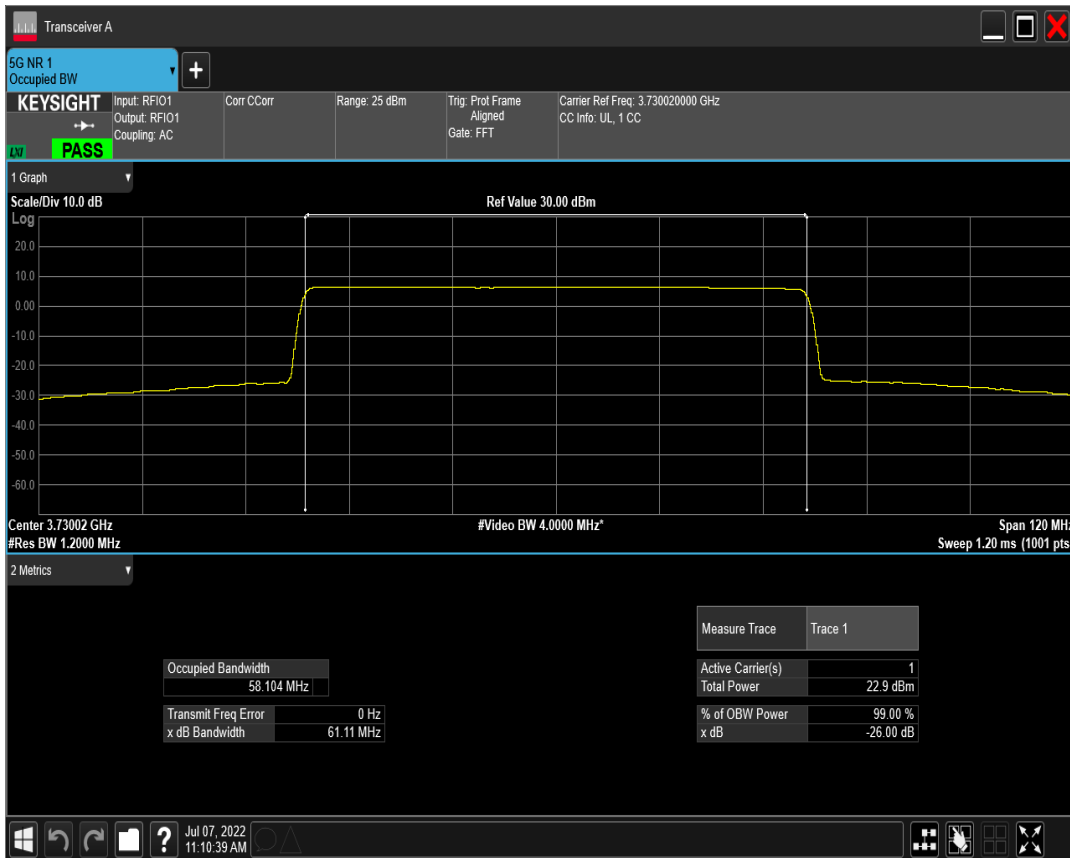 Transceiver A
5G NR 1
Occupied BW
+
KEYSIGHT
LXI
PASS
Input: RFIO1
Output: RFIO1
Coupling: AC
Corr CCorr
Range: 25 dBm
Trig: Prot Frame
Aligned
Gate: FFT
Carrier Ref Freq: 3.730020000 GHz
CC Info: UL, 1 CC
1 Graph
Scale/Div 10.0 dB
Ref Value 30.00 dBm
Log
20.0
10.0
0.00
-10.0
-20.0
-30.0
-40.0
-50.0
-60.0
Center 3.73002 GHz
#Video BW 4.0000 MHz*
Span 120 MHz
#Res BW 1.2000 MHz
Sweep 1.20 ms (1001 pts
2 Metrics
Measure Trace Trace 1
Occupied Bandwidth
58.104 MHz
Active Carrier(s) 1
Total Power 22.9 dBm
Transmit Freq Error 0 Hz
x dB Bandwidth 61.11 MHz
% of OBW Power 99.00 %
x dB -26.00 dB
?
Jul 07, 2022
11:10:39 AM